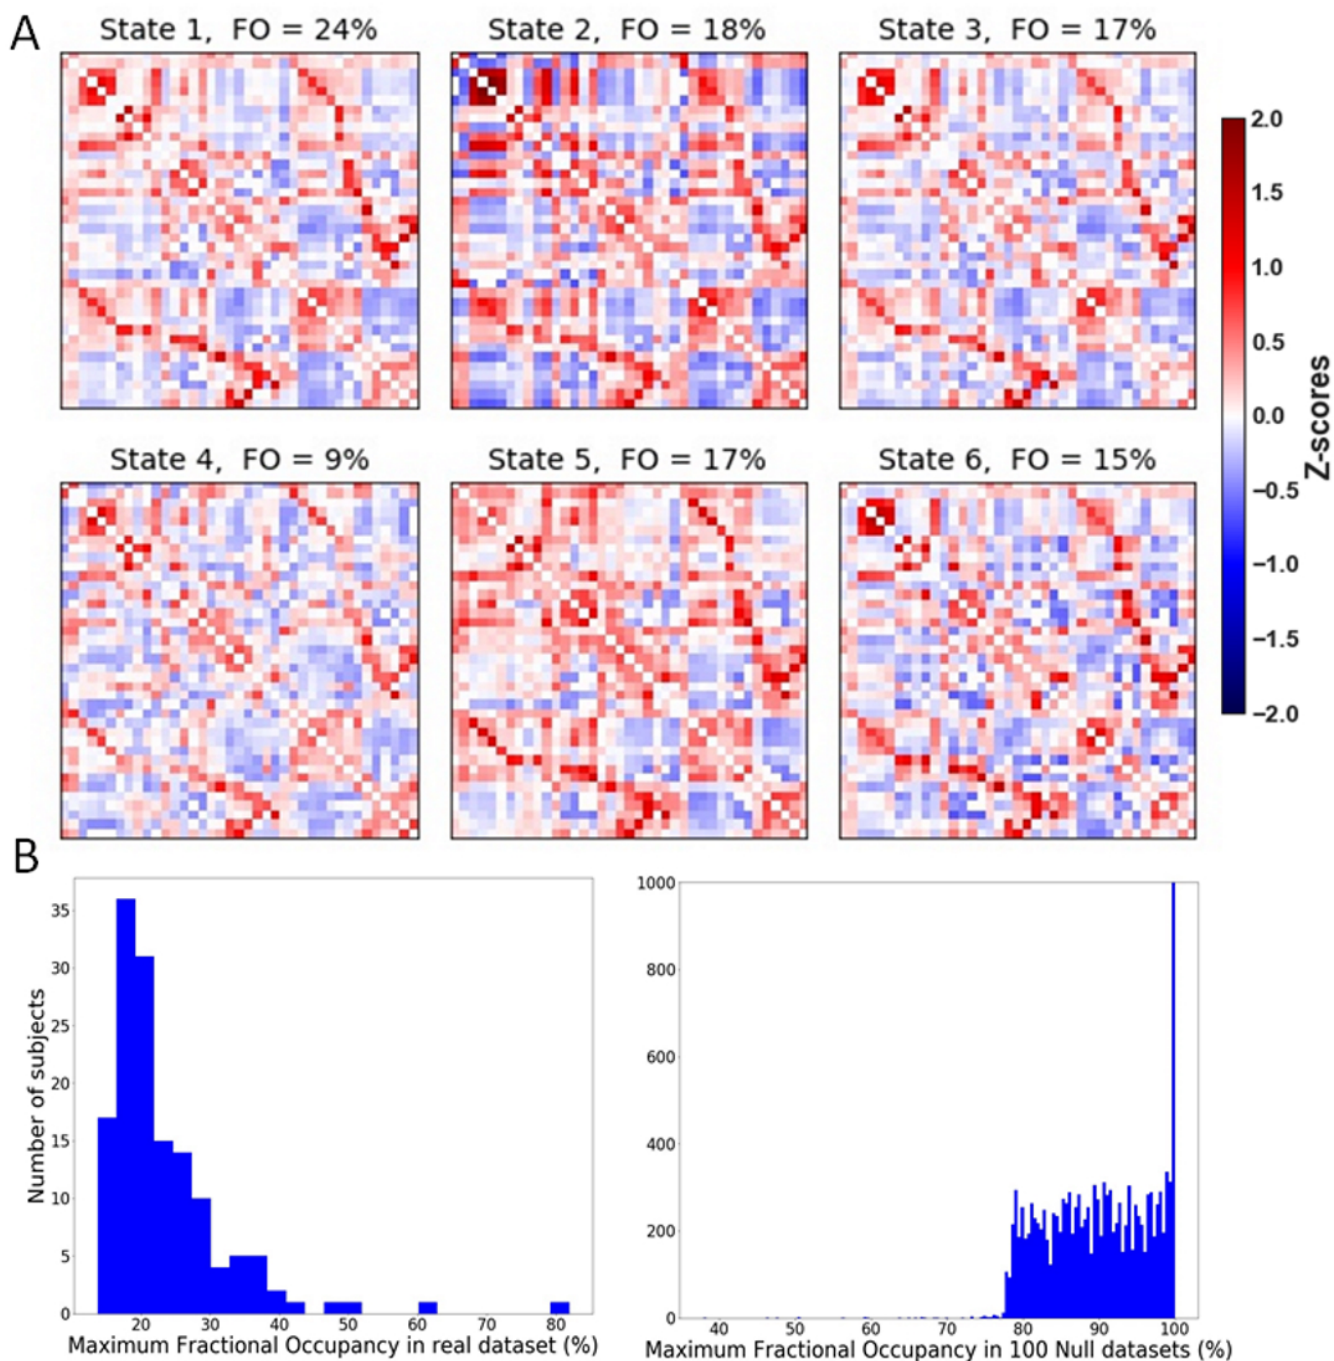 A
State 1, FO = 24%
State 2, FO = 18%
State 3, FO = 17%
State 4, FO = 9%
State 5, FO = 17%
State 6, FO = 15%
2.0
1.5
1.0
0.5
0.0
−0.5
−1.0
−1.5
−2.0
Z-scores
B
Number of subjects
35
30
25
20
15
10
5
0
20 30 40 50 60 70 80
Maximum Fractional Occupancy in real dataset (%)
1000
800
600
400
200
0
40 50 60 70 80 90 100
Maximum Fractional Occupancy in 100 Null datasets (%)